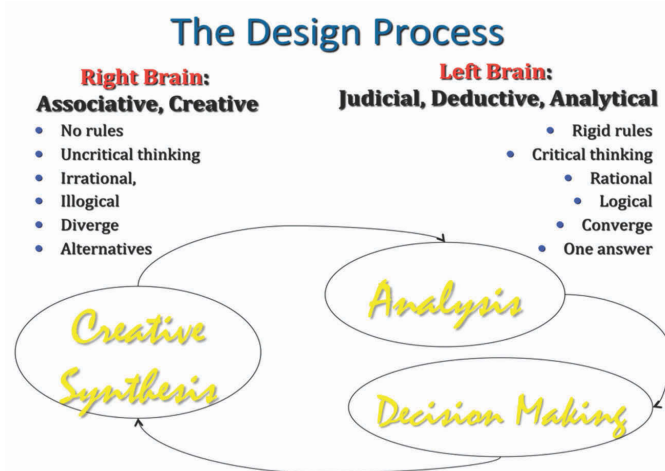 The Design Process
Right Brain:
Associative, Creative
No rules
Uncritical thinking
Irrational,
Illogical
Diverge
Alternatives
Left Brain:
Judicial, Deductive, Analytical
Rigid rules
Critical thinking
Rational
Logical
Converge
One answer
Creative
Synthesis
Analysis
Decision Making